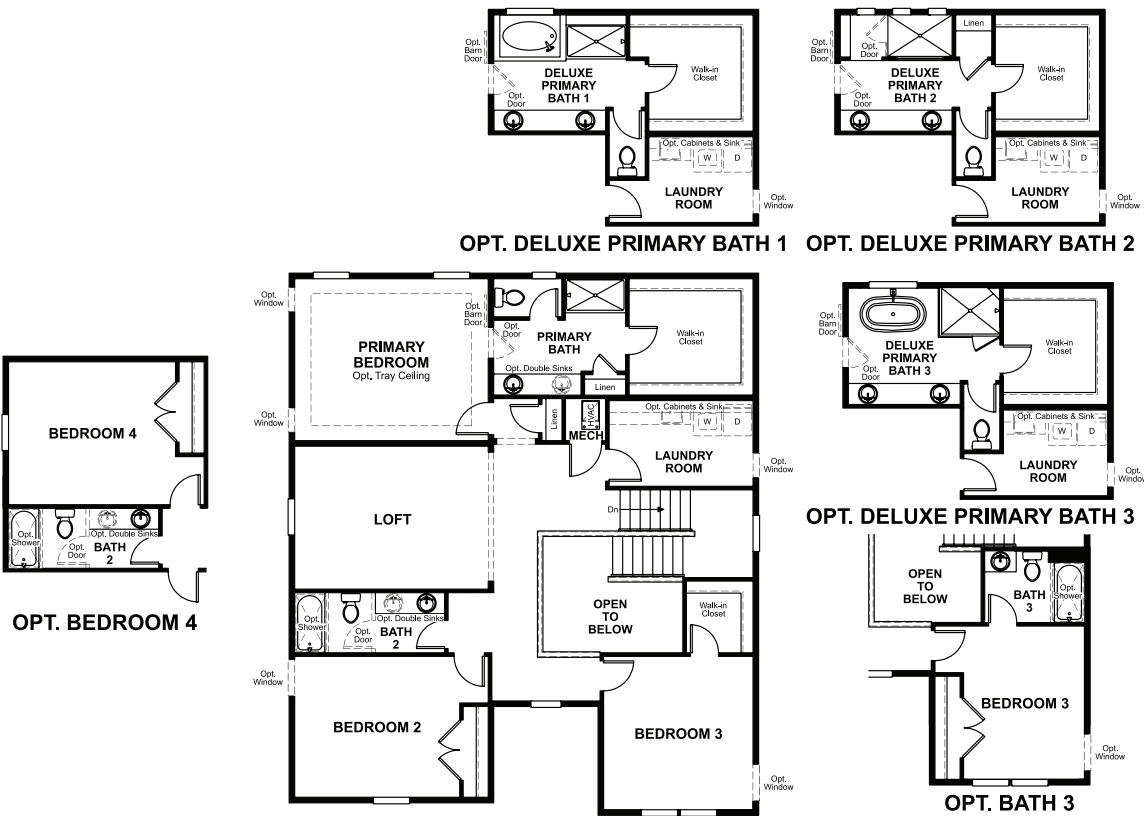 Opt.
Barn
Door
Opt.
Door
DELUXE
PRIMARY
BATH 1
Walk-in
Closet
Opt. Cabinets & Sink
W
D
LAUNDRY
ROOM
Opt.
Window
OPT. DELUXE PRIMARY BATH 1
Opt.
Barn
Door
Opt.
Door
Linen
DELUXE
PRIMARY
BATH 2
Opt.
Door
Walk-in
Closet
Opt. Cabinets & Sink
W
D
LAUNDRY
ROOM
Opt.
Window
OPT. DELUXE PRIMARY BATH 2
Opt.
Window
PRIMARY
BEDROOM
Opt. Tray Ceiling
Opt.
Barn
Door
Opt.
Door
PRIMARY
BATH
Opt. Double Sinks
Linen
Walk-in
Closet
Opt.
Window
Linen
HVAC
MECH
Opt. Cabinets & Sink
W
D
LAUNDRY
ROOM
Opt.
Window
LOFT
Dn
OPEN
TO
BELOW
Walk-in
Closet
Opt.
Shower
Opt. Double Sinks
Opt.
Door
BATH
2
Opt.
Window
BEDROOM 2
BEDROOM 3
Opt.
Window
BEDROOM 4
Opt.
Shower
Opt. Double Sinks
Opt.
Door
BATH
2
OPT. BEDROOM 4
Opt.
Barn
Door
DELUXE
PRIMARY
BATH 3
Opt.
Door
Walk-in
Closet
Opt. Cabinets & Sink
W
D
LAUNDRY
ROOM
Opt.
Window
OPT. DELUXE PRIMARY BATH 3
OPEN
TO
BELOW
BATH
3
Opt.
Shower
BEDROOM 3
Opt.
Window
OPT. BATH 3